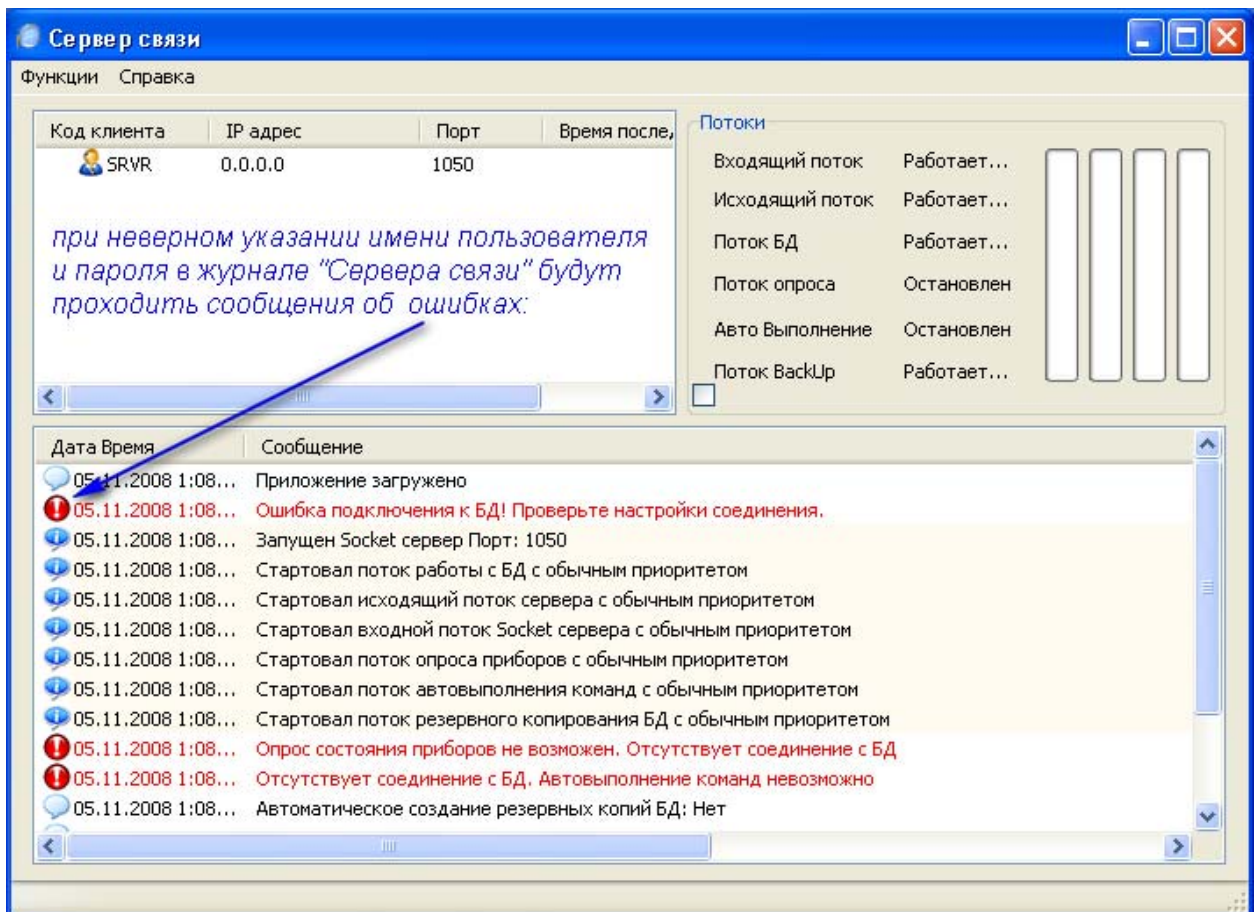 Сервер связи
Функции Справка
Код клиента IP адрес Порт Время после,
SRVR 0.0.0.0 1050
при неверном указании имени пользователя
и пароля в журнале "Сервера связи" будут
проходить сообщения об ошибках:
Потоки
Входящий поток Работает...
Исходящий поток Работает...
Поток БД Работает...
Поток опроса Остановлен
Авто Выполнение Остановлен
Поток BackUp Работает...
Дата Время Сообщение
05.11.2008 1:08... Приложение загружено
05.11.2008 1:08... Ошибка подключения к БД! Проверьте настройки соединения.
05.11.2008 1:08... Запущен Socket сервер Порт: 1050
05.11.2008 1:08... Стартовал поток работы с БД с обычным приоритетом
05.11.2008 1:08... Стартовал исходящий поток сервера с обычным приоритетом
05.11.2008 1:08... Стартовал входной поток Socket сервера с обычным приоритетом
05.11.2008 1:08... Стартовал поток опроса приборов с обычным приоритетом
05.11.2008 1:08... Стартовал поток автовыполнения команд с обычным приоритетом
05.11.2008 1:08... Стартовал поток резервного копирования БД с обычным приоритетом
05.11.2008 1:08... Опрос состояния приборов не возможен. Отсутствует соединение с БД
05.11.2008 1:08... Отсутствует соединение с БД. Автовыполнение команд невозможно
05.11.2008 1:08... Автоматическое создание резервных копий БД: Нет